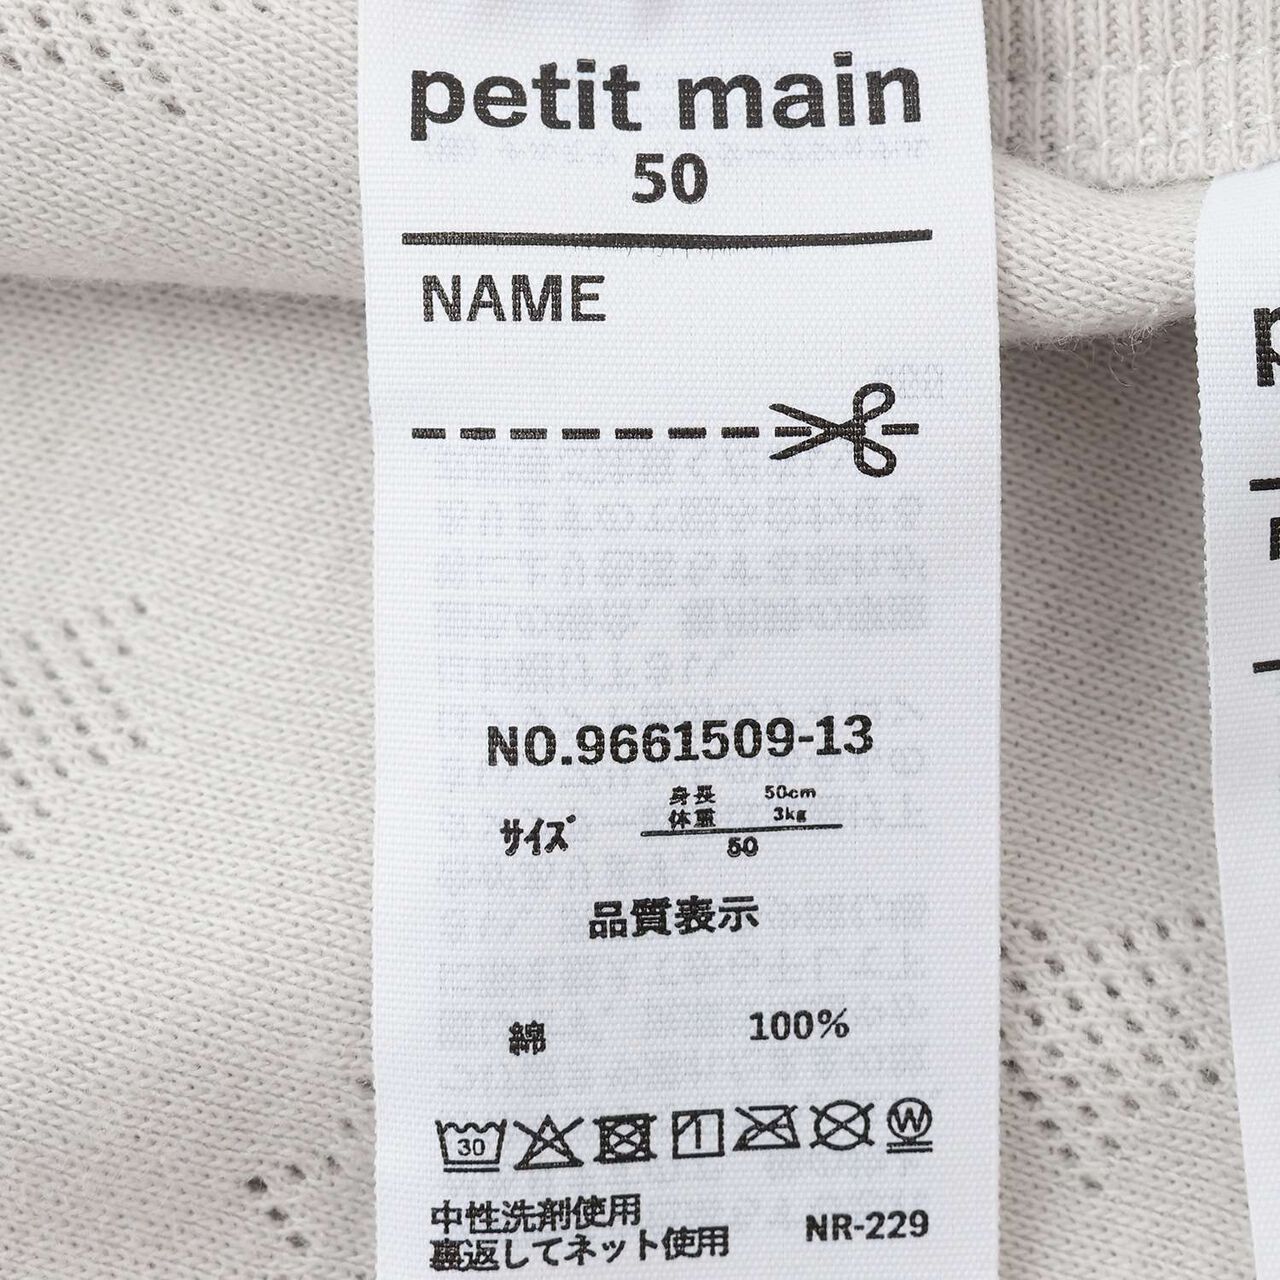 petit main
50
NAME
NO.9661509-13
サイズ 身長 50cm
体重 3kg
50
品質表示
綿 100%
30 W
中性洗剤使用
裏返してネット使用 NR-229